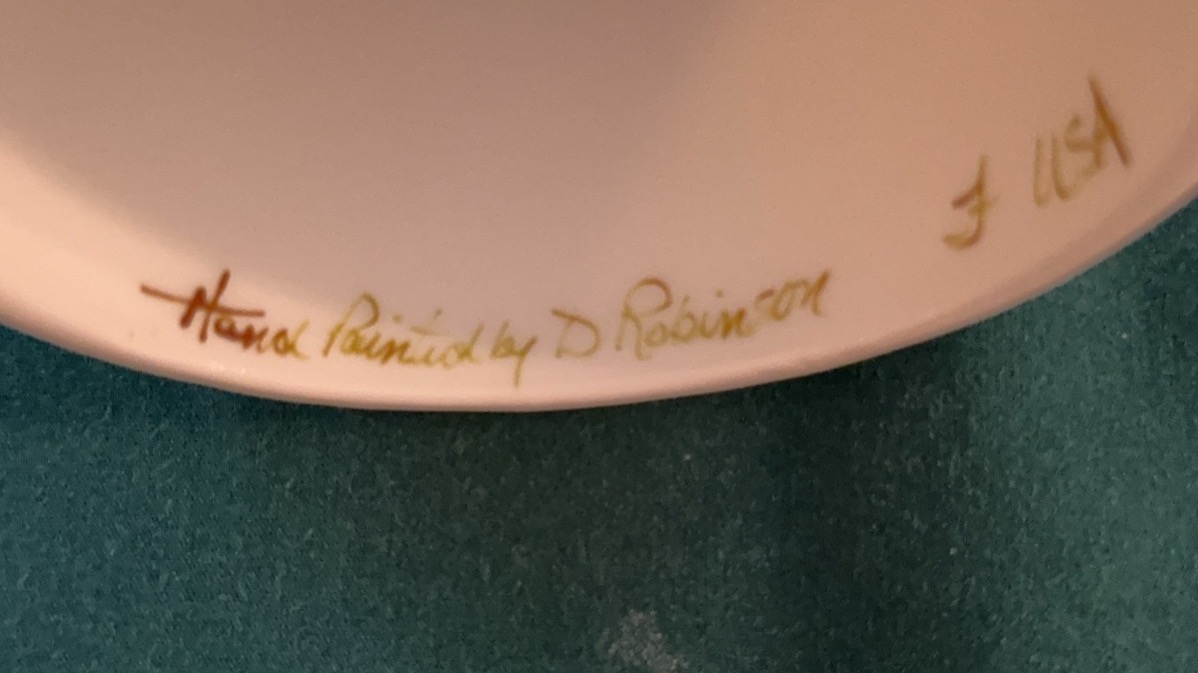 Hand Painted by D Robinson
F USA